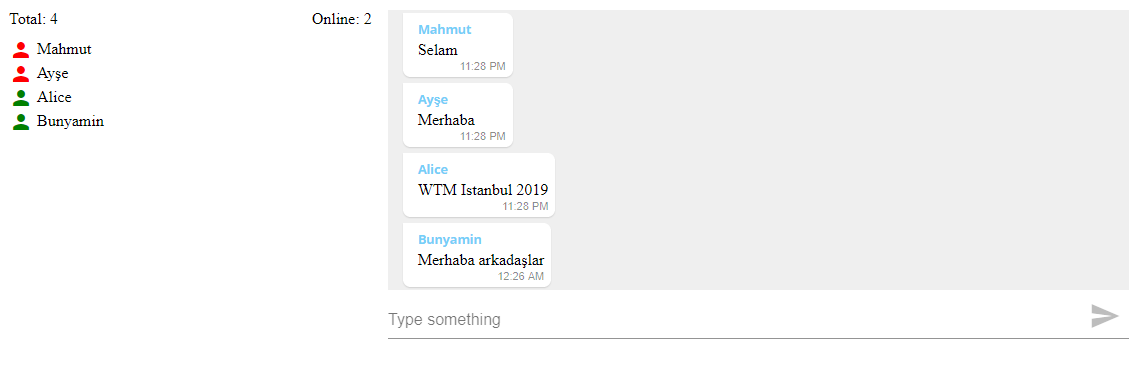 Total: 4
Online: 2
Mahmut
Ayşe
Alice
Bunyamin
Mahmut
Selam
11:28 PM
Ayşe
Merhaba
11:28 PM
Alice
WTM Istanbul 2019
11:28 PM
Bunyamin
Merhaba arkadaşlar
12:26 AM
Type something